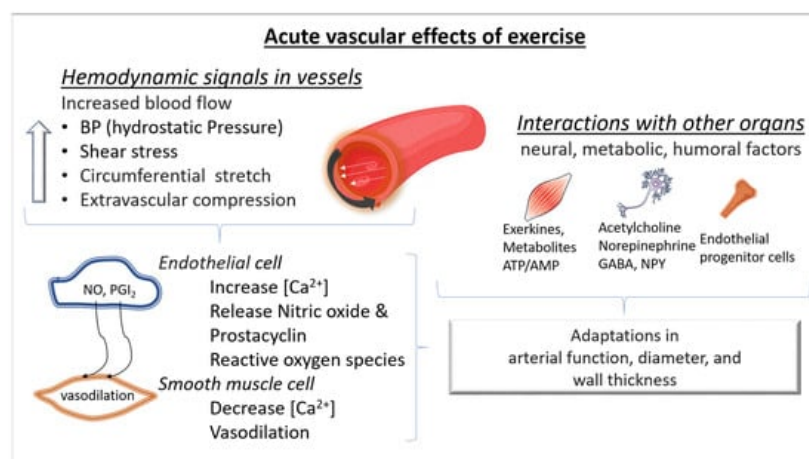 Acute vascular effects of exercise
Hemodynamic signals in vessels
Increased blood flow
• BP (hydrostatic Pressure)
• Shear stress
• Circumferential stretch
• Extravascular compression
Interactions with other organs
neural, metabolic, humoral factors
Exerkines,
Metabolites
ATP/AMP
Acetylcholine
Norepinephrine
GABA, NPY
Endothelial
progenitor cells
NO, PGI₂
vasodilation
Endothelial cell
Increase [Ca²⁺]
Release Nitric oxide &
Prostacyclin
Reactive oxygen species
Smooth muscle cell
Decrease [Ca²⁺]
Vasodilation
Adaptations in
arterial function, diameter, and
wall thickness